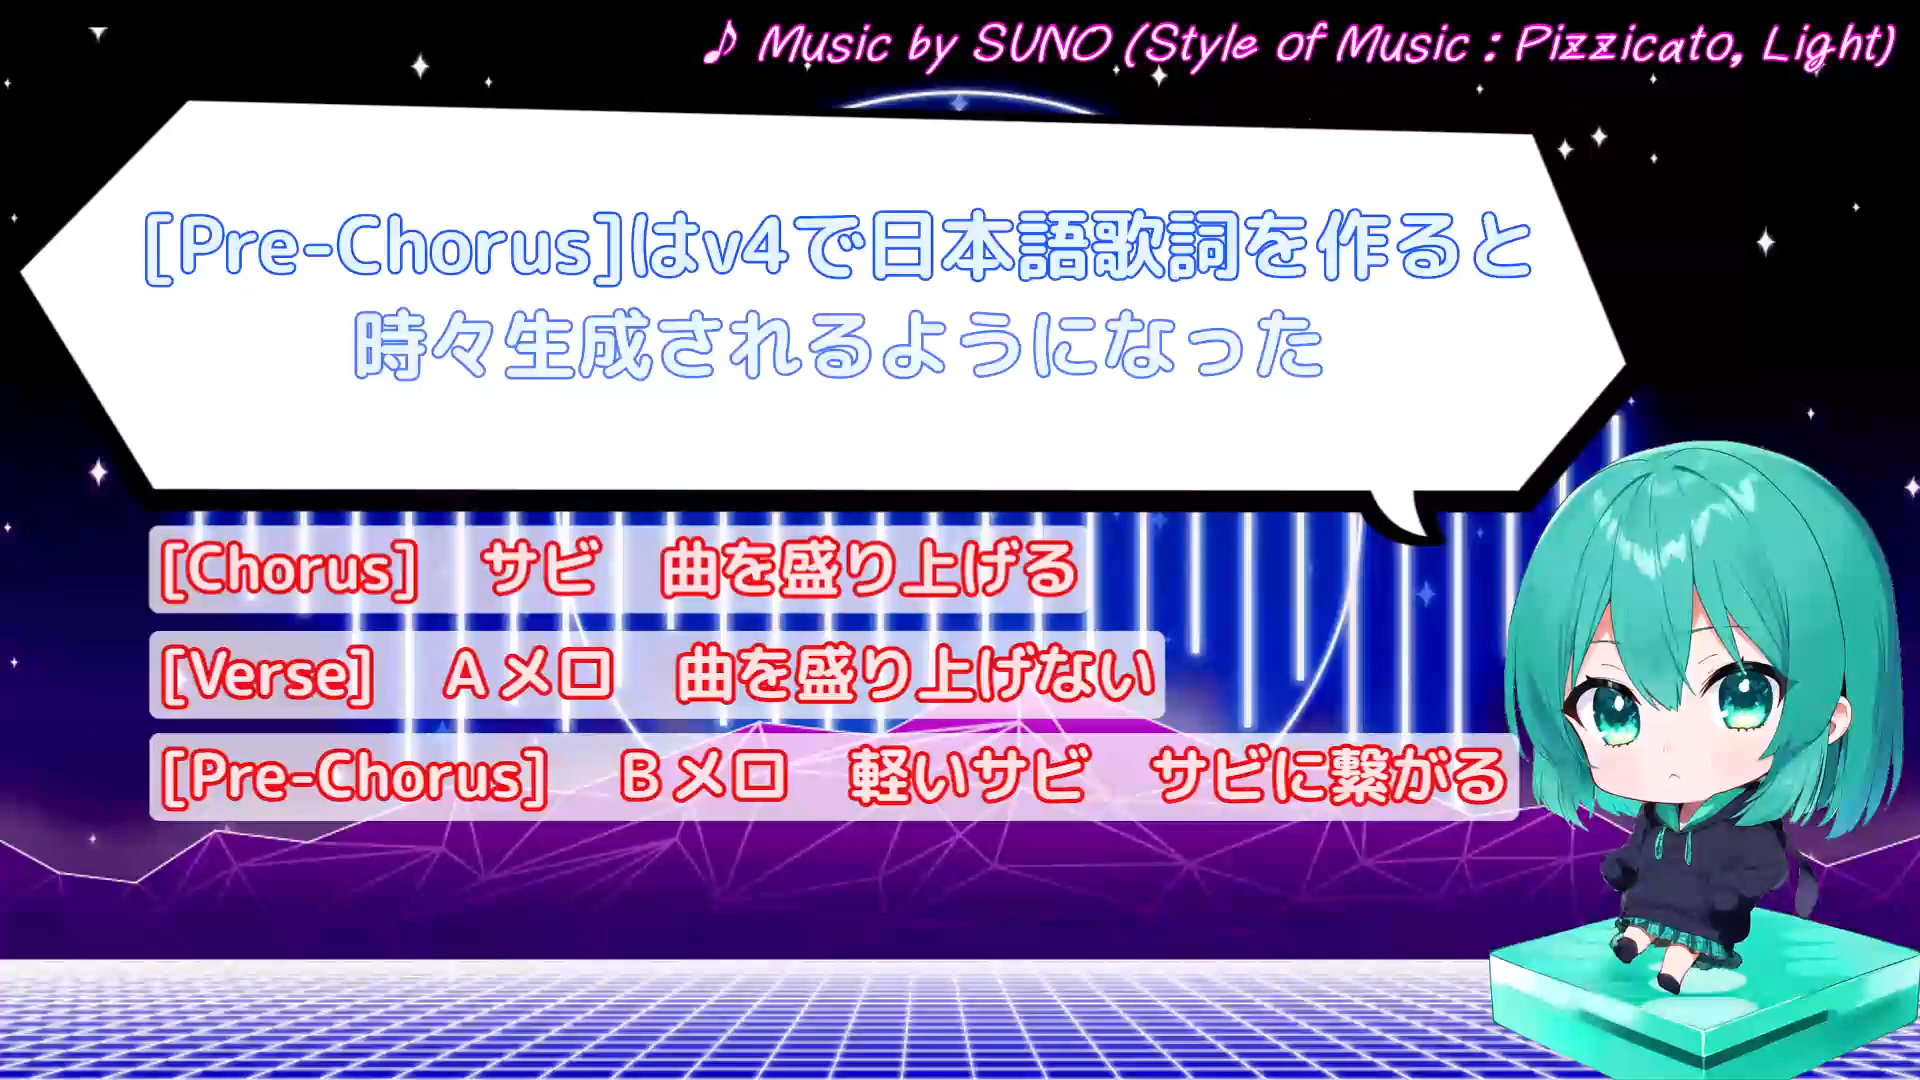 ♪ Music by SUNO (Style of Music : Pizzicato, Light)
[Pre-Chorus]はv4で日本語歌詞を作ると
時々生成されるようになった
[Chorus]　サビ　曲を盛り上げる
[Verse]　Ａメロ　曲を盛り上げない
[Pre-Chorus]　Ｂメロ　軽いサビ　サビに繋がる